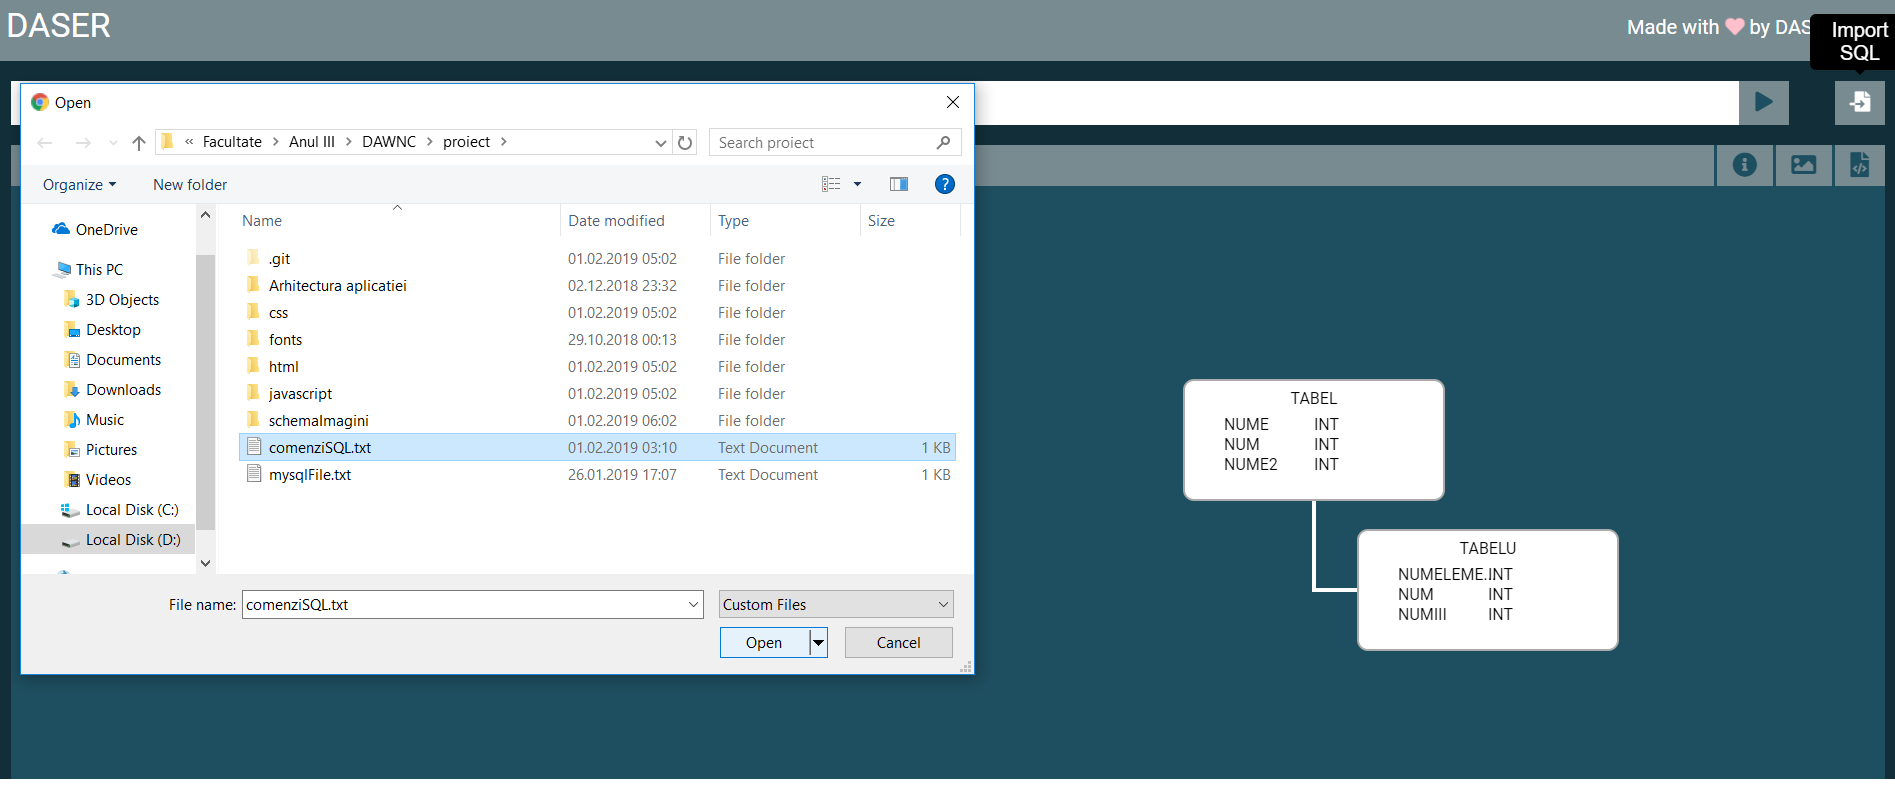 DASER
Made with by DAS
Import
SQL
Open
« Facultate > Anul III > DAWNC > proiect >
Search proiect
Organize
New folder
?
Name Date modified Type Size
OneDrive
This PC
3D Objects
Desktop
Documents
Downloads
Music
Pictures
Videos
Local Disk (C:)
Local Disk (D:)
.git 01.02.2019 05:02 File folder
Arhitectura aplicatiei 02.12.2018 23:32 File folder
css 01.02.2019 05:02 File folder
fonts 29.10.2018 00:13 File folder
html 01.02.2019 05:02 File folder
javascript 01.02.2019 05:02 File folder
schemaImagini 01.02.2019 06:02 File folder
comenziSQL.txt 01.02.2019 03:10 Text Document 1 KB
mysqlFile.txt 26.01.2019 17:07 Text Document 1 KB
File name: comenziSQL.txt
Custom Files
Open
Cancel
TABEL
NUME INT
NUM INT
NUME2 INT
TABELU
NUMELEME.INT
NUM INT
NUMIII INT